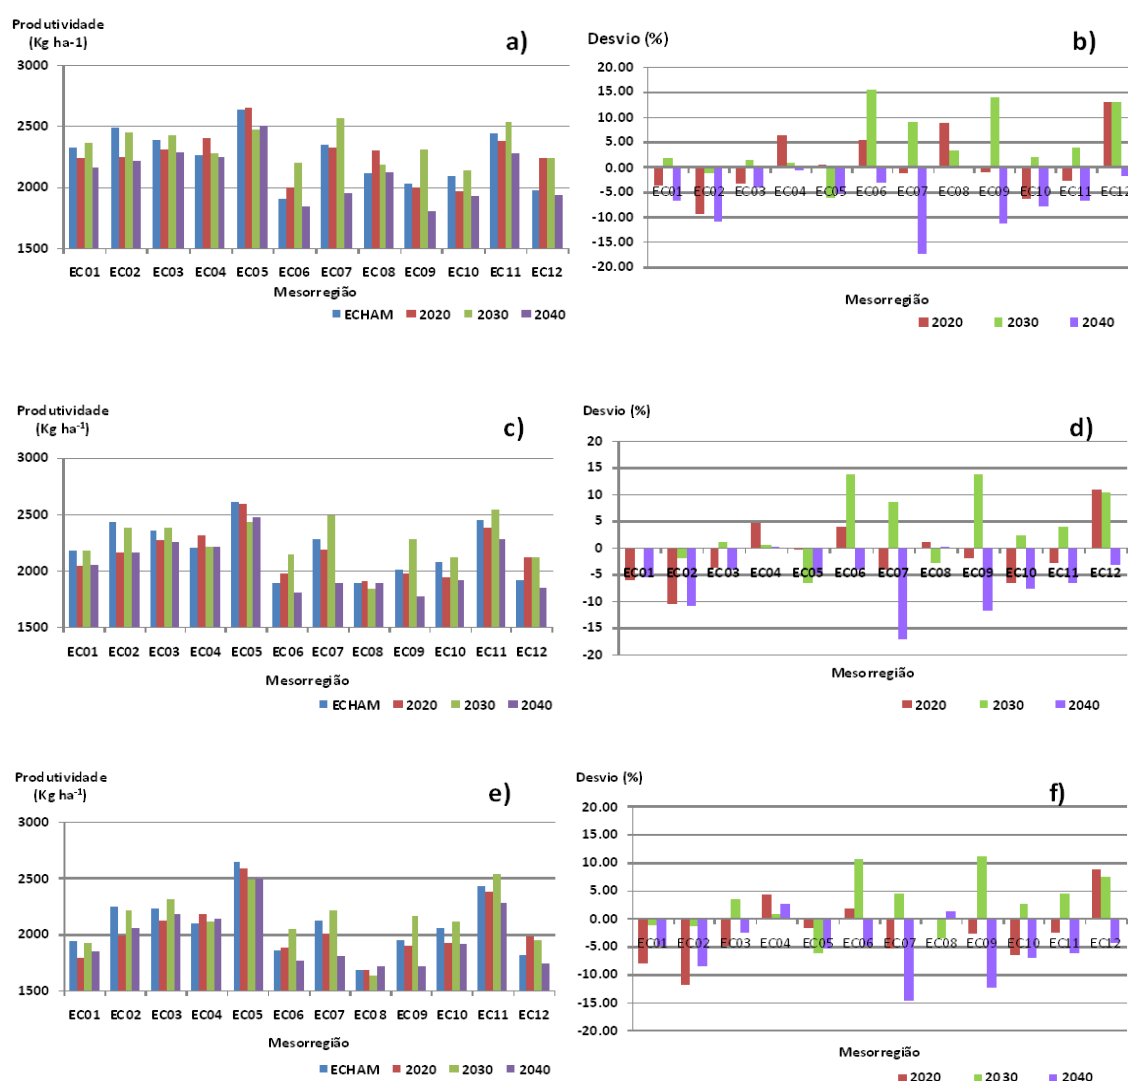 Produtividade
(Kg ha-1)
a)
3000
2500
2000
1500
EC01 EC02 EC03 EC04 EC05 EC06 EC07 EC08 EC09 EC10 EC11 EC12
Mesorregião
ECHAM 2020 2030 2040
Desvio (%)
b)
20.00
15.00
10.00
5.00
0.00
-5.00
-10.00
-15.00
-20.00
EC01 EC02 EC03 EC04 EC05 EC06 EC07 EC08 EC09 EC10 EC11 EC12
Mesorregião
2020 2030 2040
Produtividade
(Kg ha⁻¹)
c)
3000
2500
2000
1500
EC01 EC02 EC03 EC04 EC05 EC06 EC07 EC08 EC09 EC10 EC11 EC12
Mesorregião
ECHAM 2020 2030 2040
Desvio (%)
d)
20
15
10
5
0
-5
-10
-15
-20
EC01 EC02 EC03 EC04 EC05 EC06 EC07 EC08 EC09 EC10 EC11 EC12
Mesorregião
2020 2030 2040
Produtividade
(Kg ha⁻¹)
e)
3000
2500
2000
1500
EC01 EC02 EC03 EC04 EC05 EC06 EC07 EC08 EC09 EC10 EC11 EC12
Mesorregião
ECHAM 2020 2030 2040
Desvio (%)
f)
20.00
15.00
10.00
5.00
0.00
-5.00
-10.00
-15.00
-20.00
EC01 EC02 EC03 EC04 EC05 EC06 EC07 EC08 EC09 EC10 EC11 EC12
Mesorregião
2020 2030 2040